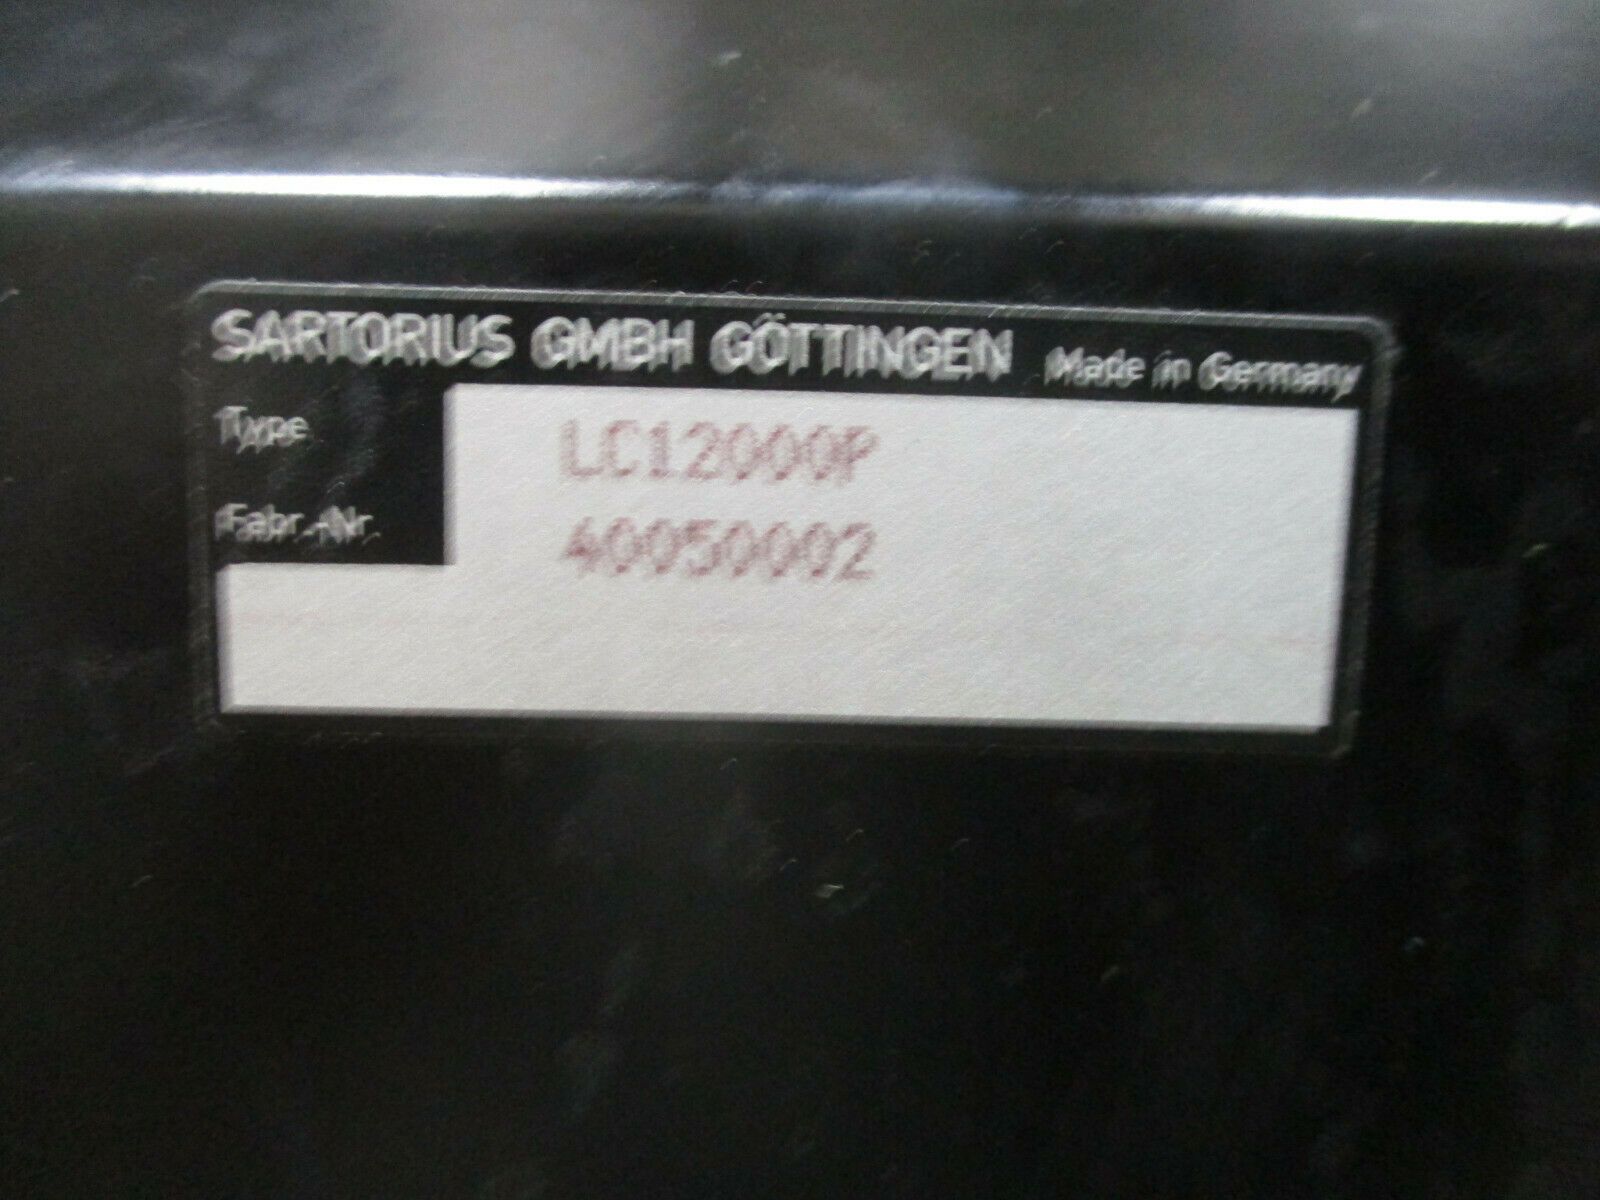 SARTORIUS GMBH GÖTTINGEN Made in Germany
Type LC12000P
Fabr.-Nr. 40050002